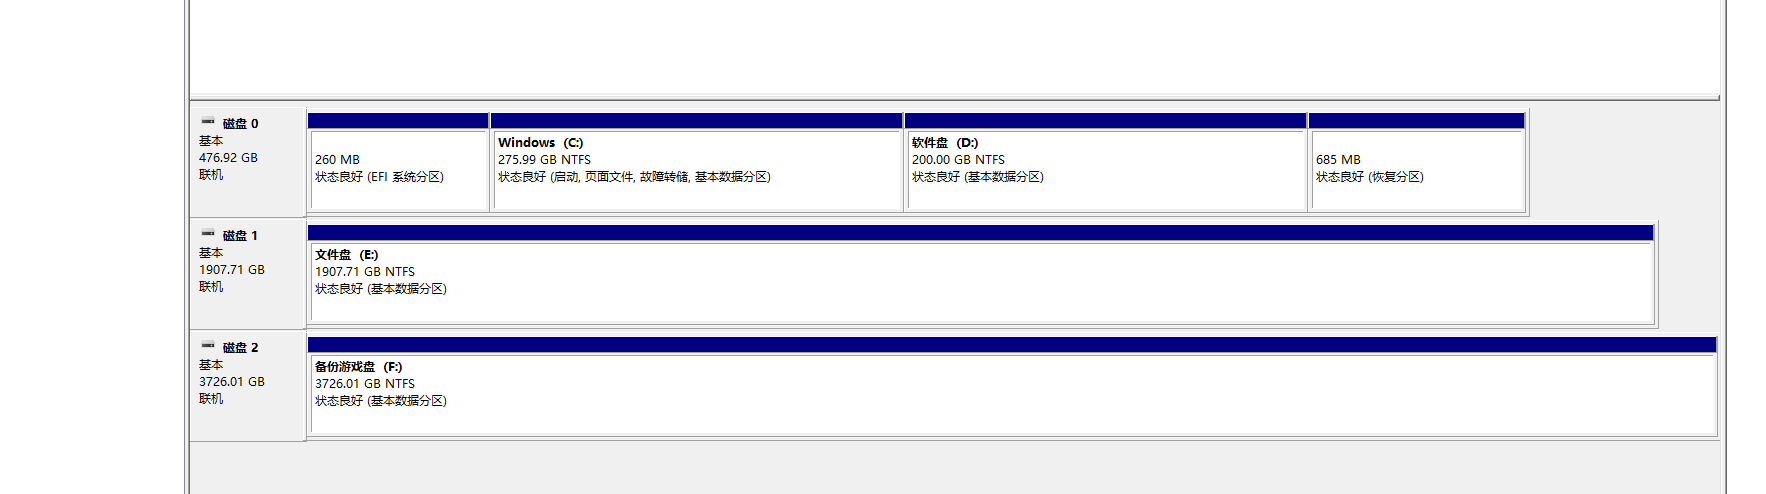 磁盘 0
基本
476.92 GB
联机
260 MB
状态良好 (EFI 系统分区)
Windows (C:)
275.99 GB NTFS
状态良好 (启动, 页面文件, 故障转储, 基本数据分区)
软件盘 (D:)
200.00 GB NTFS
状态良好 (基本数据分区)
685 MB
状态良好 (恢复分区)
磁盘 1
基本
1907.71 GB
联机
文件盘 (E:)
1907.71 GB NTFS
状态良好 (基本数据分区)
磁盘 2
基本
3726.01 GB
联机
备份游戏盘 (F:)
3726.01 GB NTFS
状态良好 (基本数据分区)